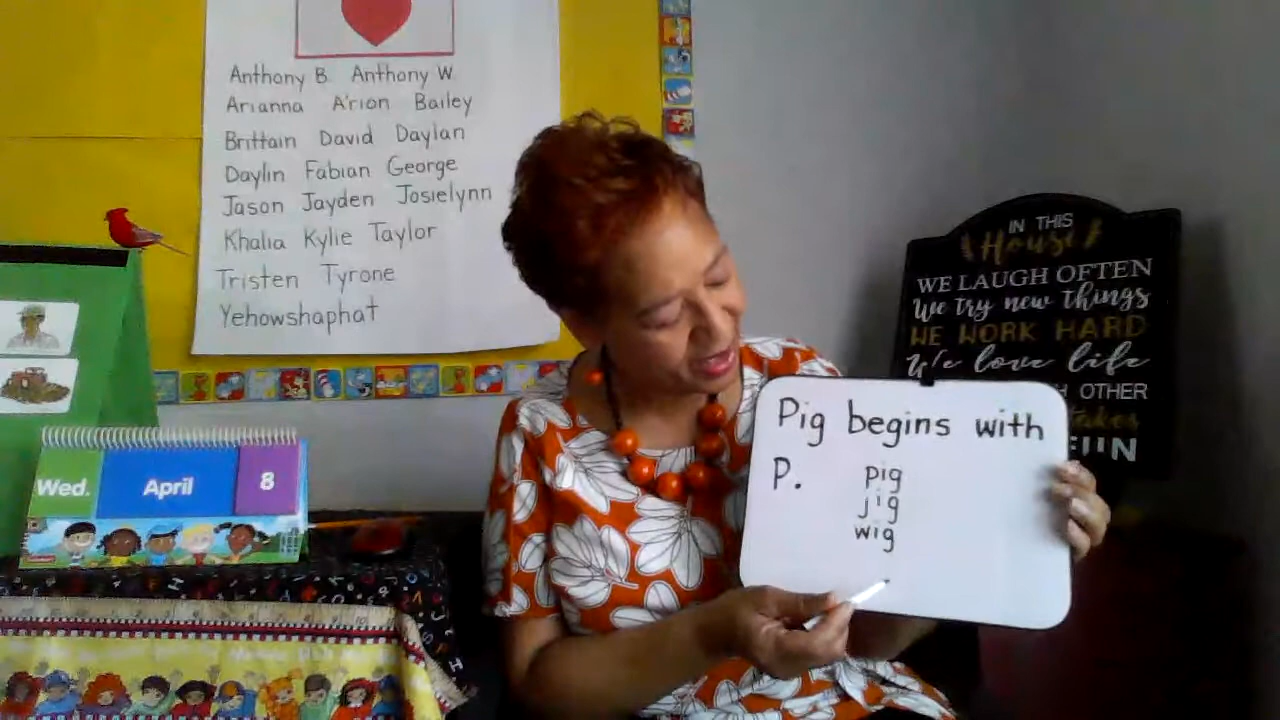 Anthony B. Anthony W.
Arianna A'rion Bailey
Brittain David Daylan
Daylin Fabian George
Jason Jayden Josielynn
Khalia Kylie Taylor
Tristen Tyrone
Yehowshaphat
IN THIS
House
WE LAUGH OFTEN
We try new things
WE WORK HARD
We love life
OTHER
Pig begins with
P. pig
jig
wig
Wed. April 8